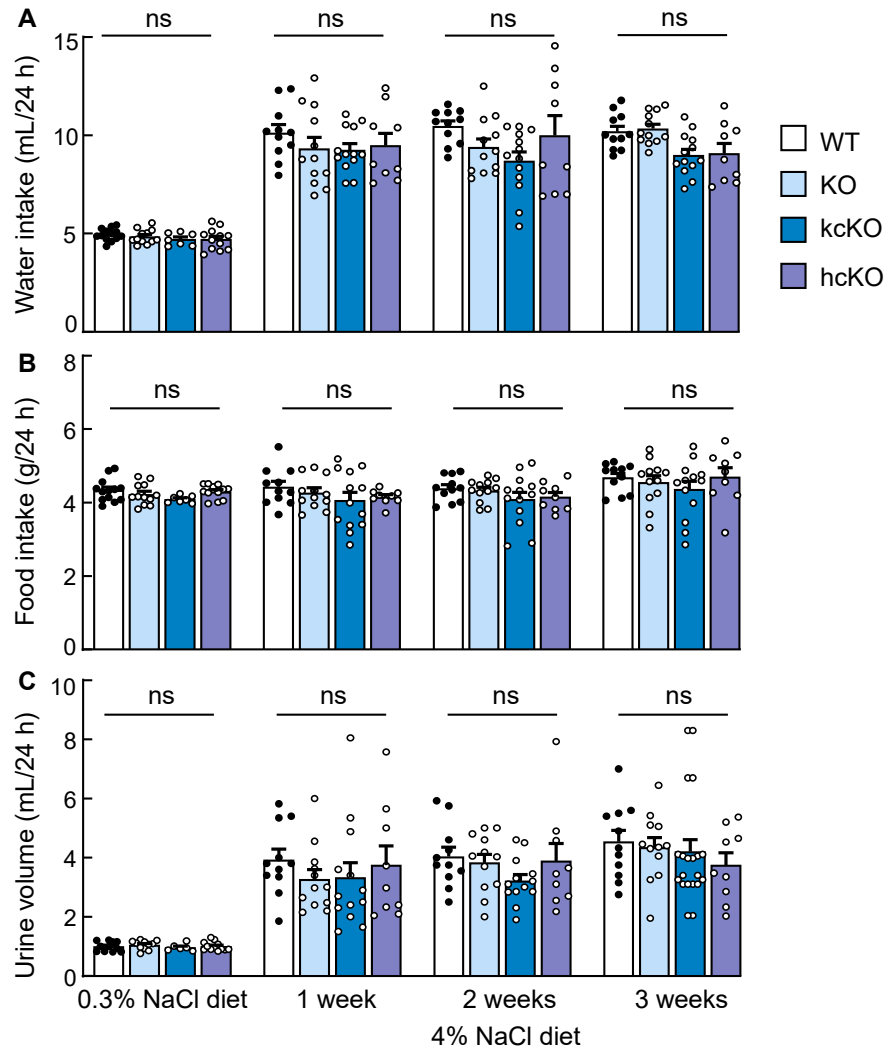 A
ns ns ns ns
Water intake (mL/24 h)
15
10
5
0
WT
KO
kcKO
hcKO
B
ns ns ns ns
Food intake (g/24 h)
8
6
4
2
0
C
ns ns ns ns
Urine volume (mL/24 h)
10
8
6
4
2
0
0.3% NaCl diet 1 week 2 weeks 3 weeks
4% NaCl diet